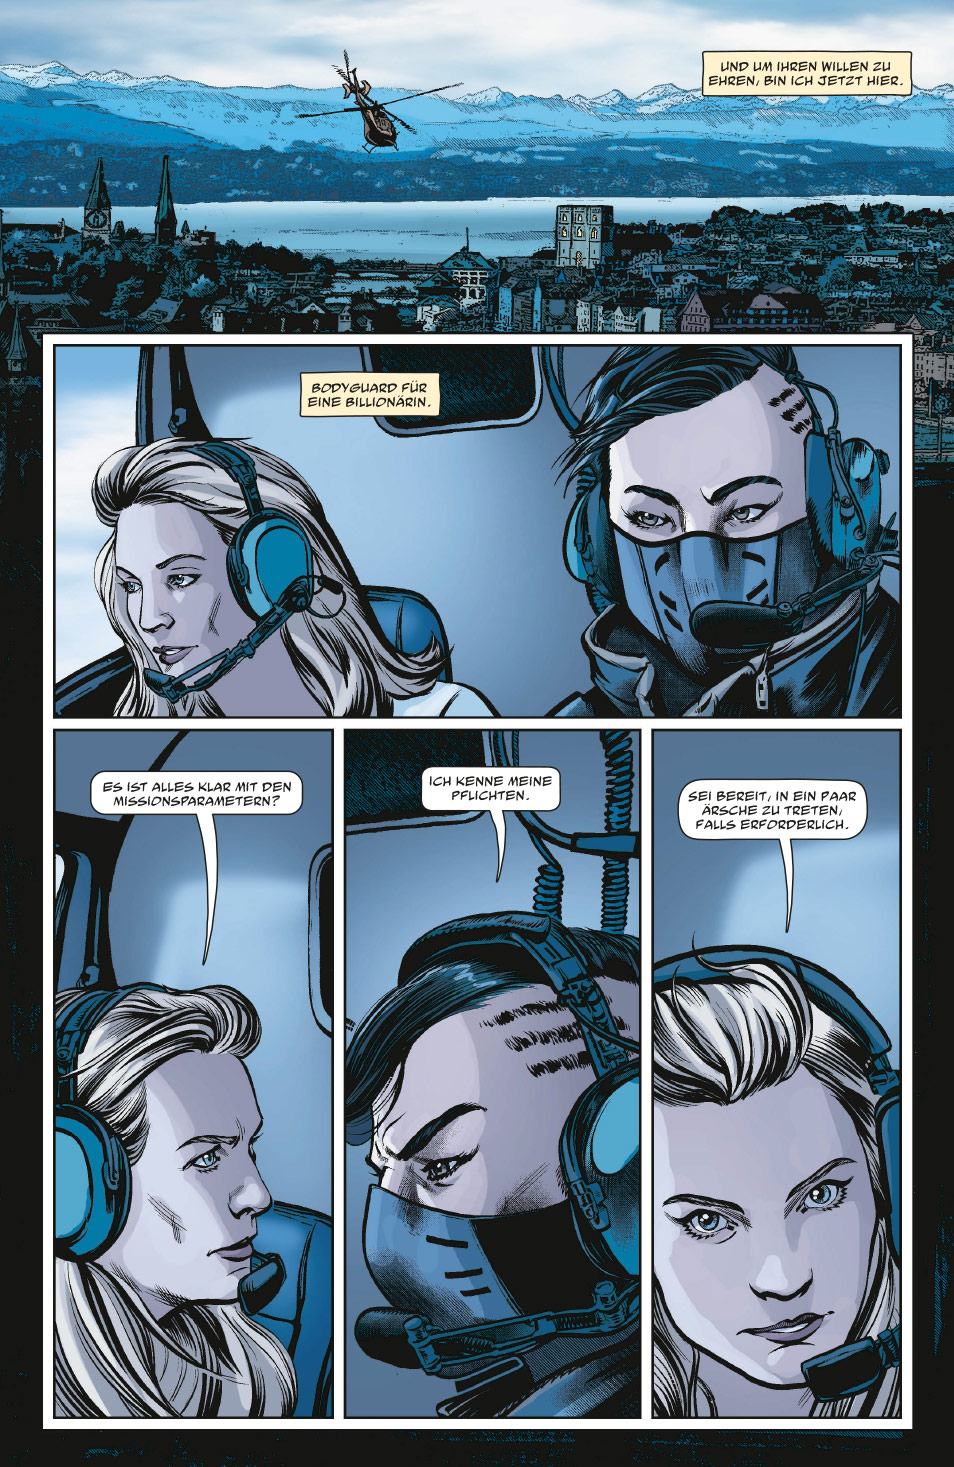 UND UM IHREN WILLEN ZU
EHREN, BIN ICH JETZT HIER.
BODYGUARD FÜR
EINE BILLIONÄRIN.
ES IST ALLES KLAR MIT DEN
MISSIONSPARAMETERN?
ICH KENNE MEINE
PFLICHTEN.
SEI BEREIT, IN EIN PAAR
ÄRSCHE ZU TRETEN,
FALLS ERFORDERLICH.